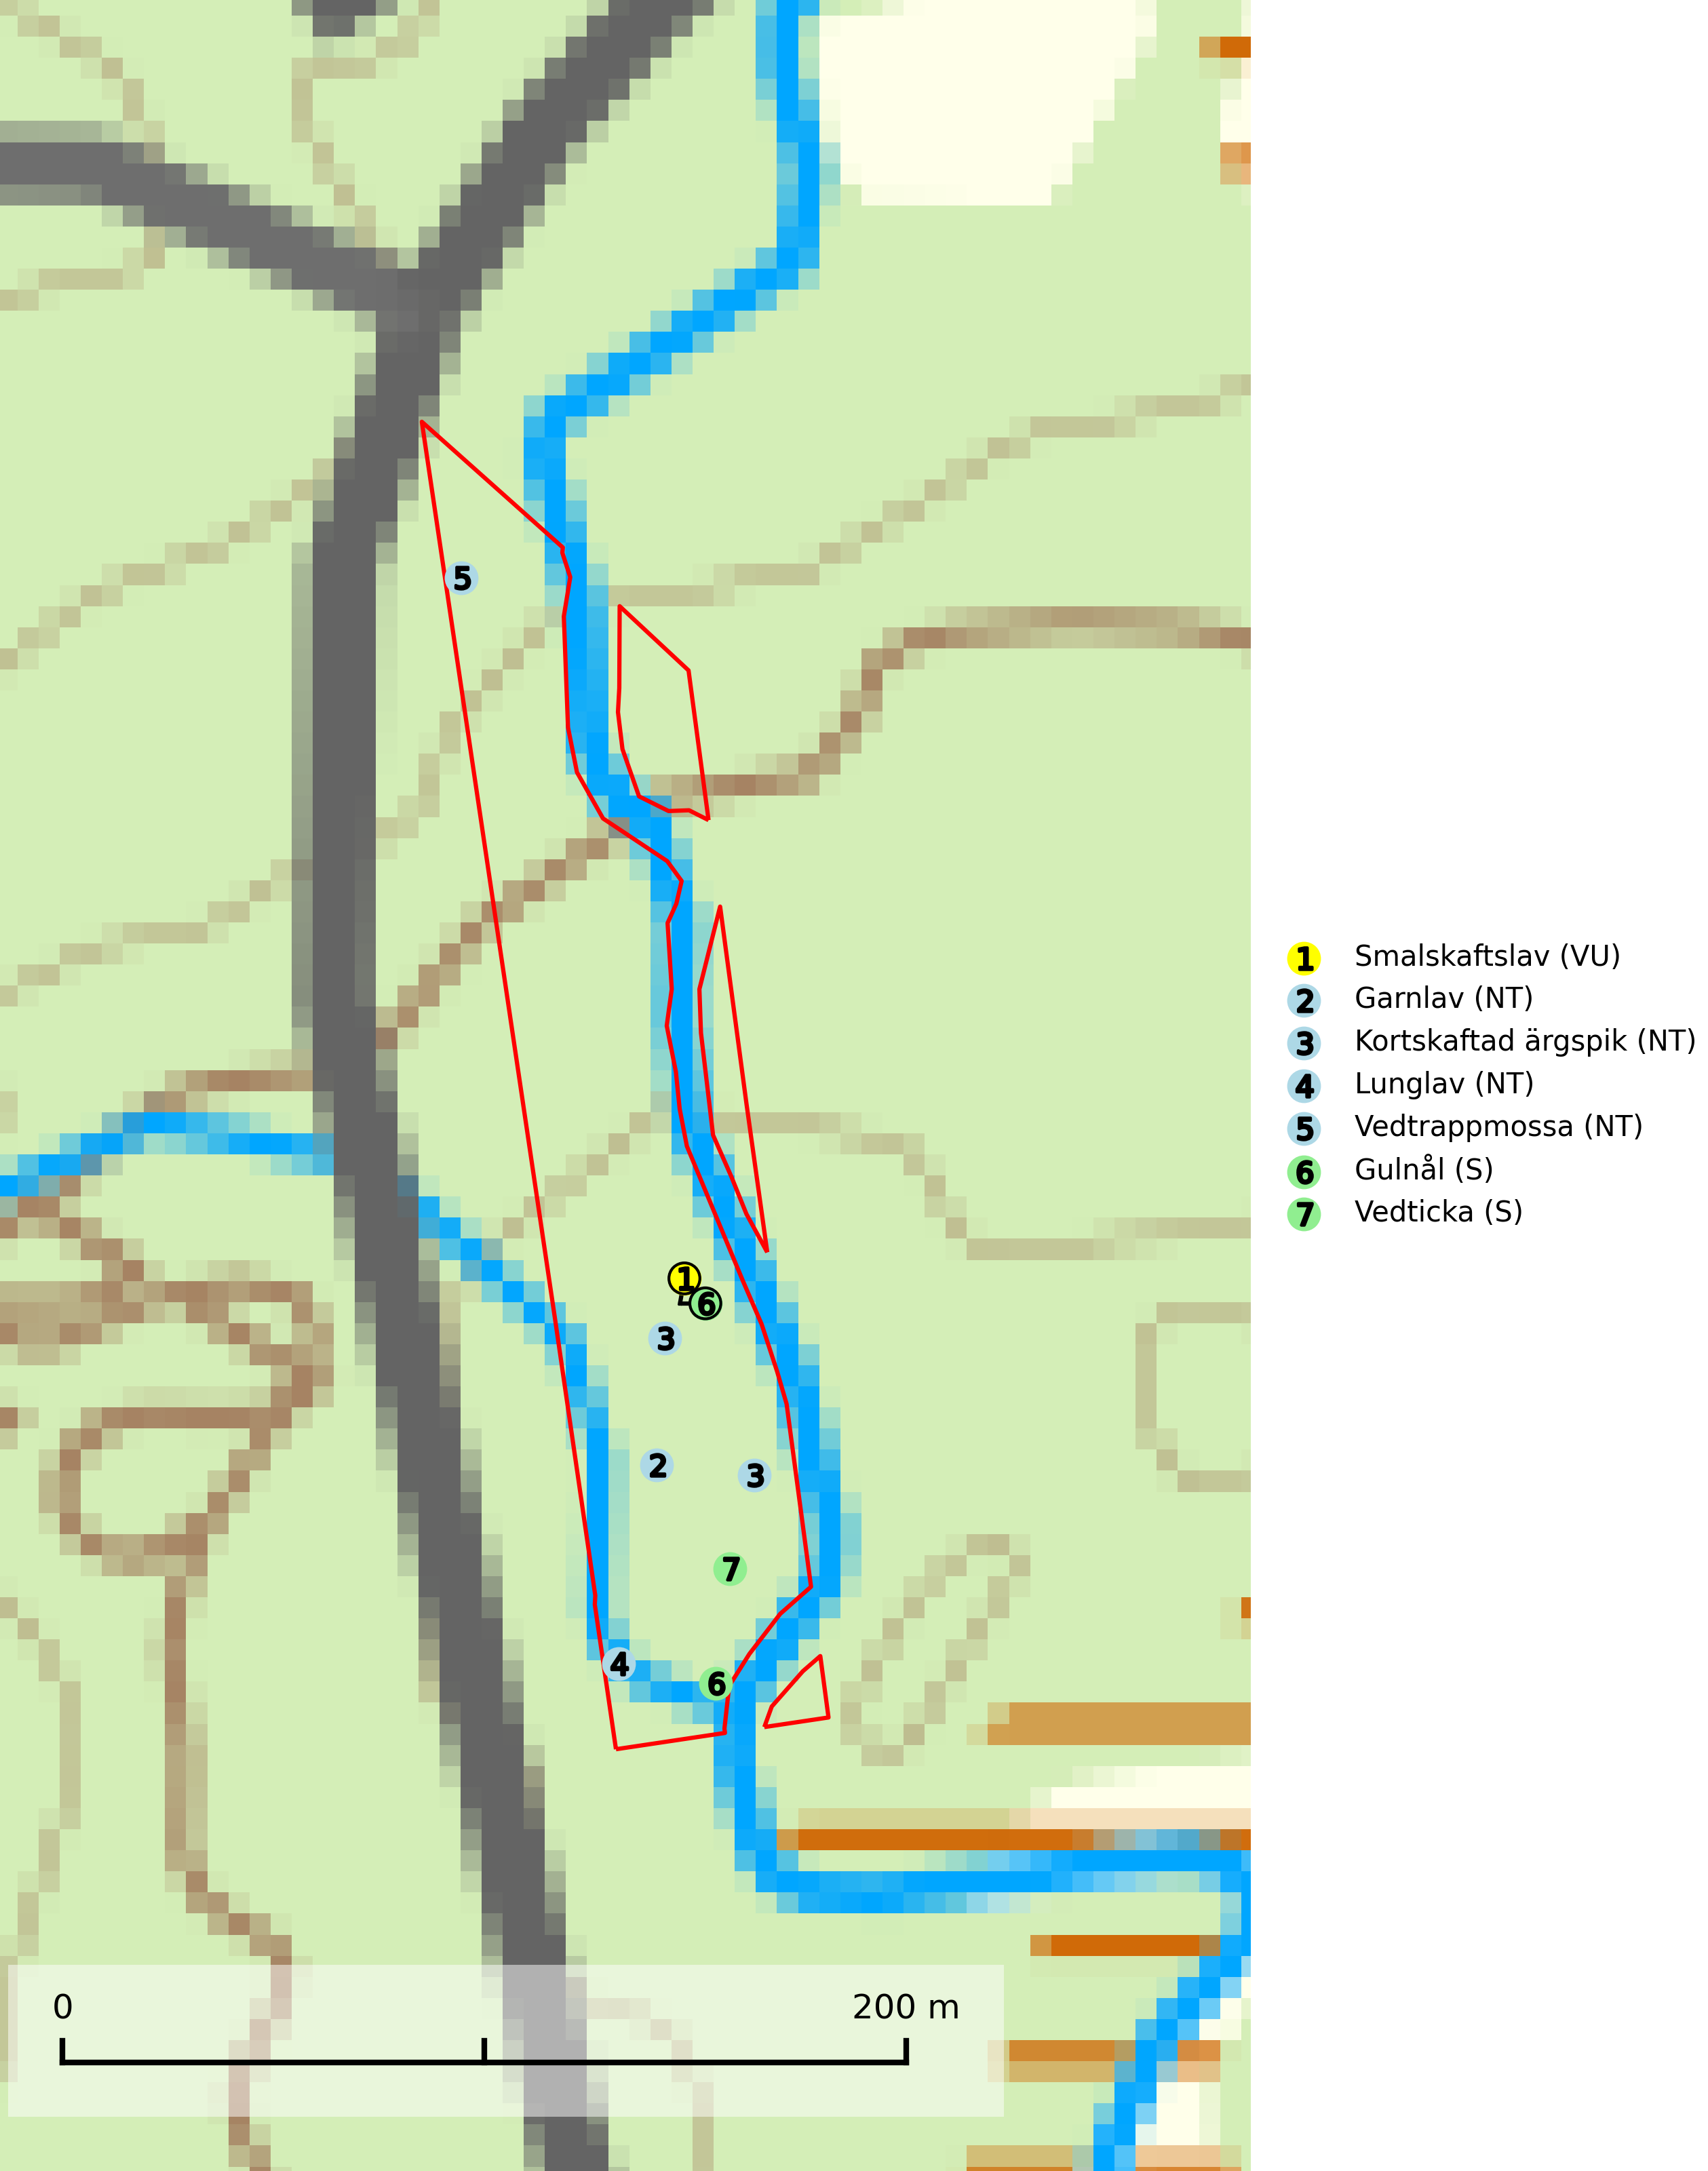 5
1
6
3
2
3
7
4
6
0 200 m
1 Smalskaftslav (VU)
2 Garnlav (NT)
3 Kortskaftad ärgspik (NT)
4 Lunglav (NT)
5 Vedtrappmossa (NT)
6 Gulnål (S)
7 Vedticka (S)